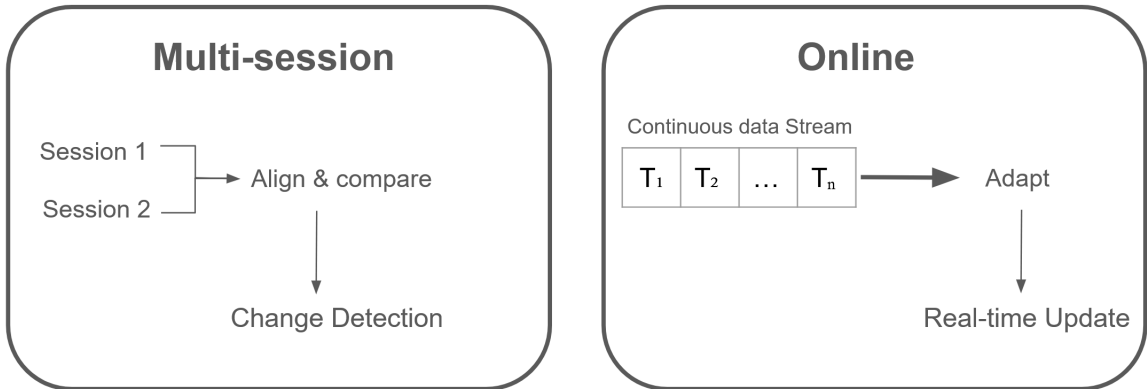 Multi-session
Session 1
Session 2
Align & compare
Change Detection
Online
Continuous data Stream
T₁ T₂ ... Tₙ
Adapt
Real-time Update